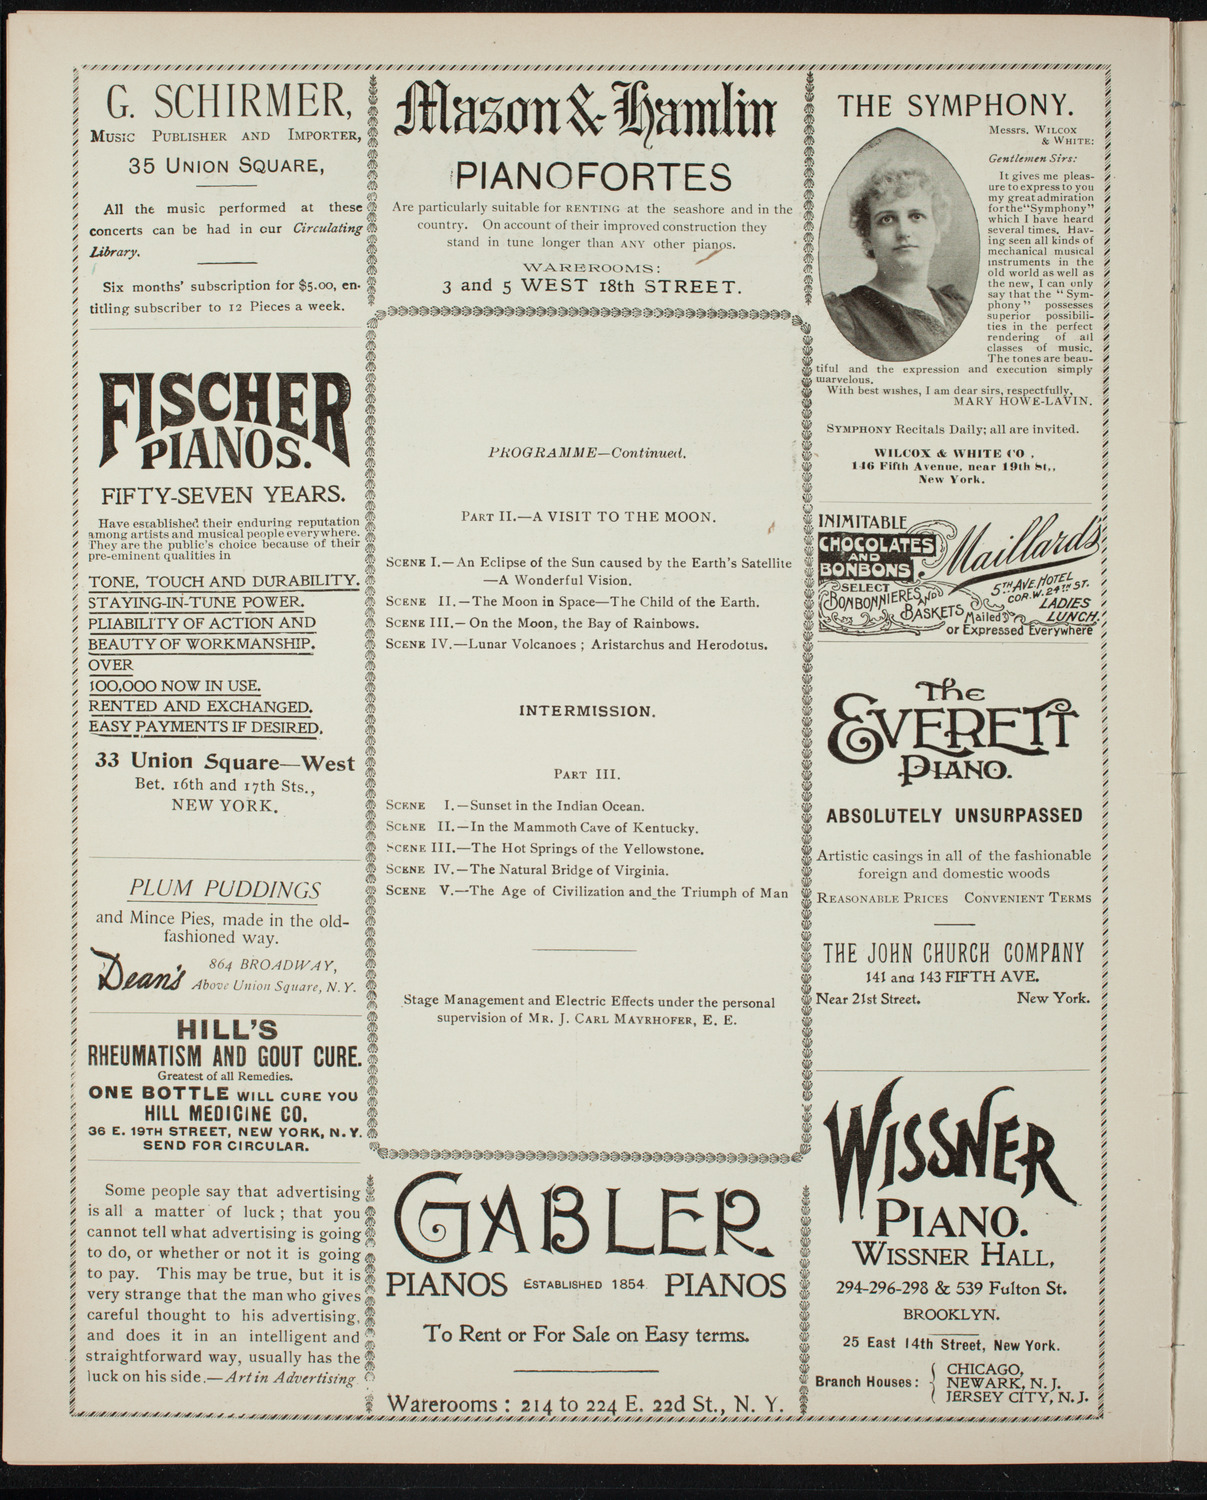 G. SCHIRMER,
MUSIC PUBLISHER AND IMPORTER,
35 UNION SQUARE,
All the music performed at these
concerts can be had in our Circulating
Library.
Six months' subscription for $5.00, en-
titling subscriber to 12 Pieces a week.
FISCHER
PIANOS.
FIFTY-SEVEN YEARS.
Have established their enduring reputation
among artists and musical people everywhere.
They are the public's choice because of their
pre-eminent qualities in
TONE, TOUCH AND DURABILITY.
STAYING-IN-TUNE POWER.
PLIABILITY OF ACTION AND
BEAUTY OF WORKMANSHIP.
OVER
100,000 NOW IN USE.
RENTED AND EXCHANGED.
EASY PAYMENTS IF DESIRED.
33 Union Square—West
Bet. 16th and 17th Sts.,
NEW YORK.
PLUM PUDDINGS
and Mince Pies, made in the old-
fashioned way.
Dean's
864 BROADWAY,
Above Union Square, N. Y.
HILL'S
RHEUMATISM AND GOUT CURE.
Greatest of all Remedies.
ONE BOTTLE WILL CURE YOU
HILL MEDICINE CO.
36 E. 19TH STREET, NEW YORK, N. Y.
SEND FOR CIRCULAR.
Some people say that advertising
is all a matter of luck; that you
cannot tell what advertising is going
to do, or whether or not it is going
to pay. This may be true, but it is
very strange that the man who gives
careful thought to his advertising,
and does it in an intelligent and
straightforward way, usually has the
luck on his side.—Art in Advertising.
Mason & Hamlin
PIANOFORTES
Are particularly suitable for RENTING at the seashore and in the
country. On account of their improved construction they
stand in tune longer than ANY other pianos.
WAREROOMS:
3 and 5 WEST 18th STREET.
PROGRAMME—Continued.
PART II.—A VISIT TO THE MOON.
SCENE I.—An Eclipse of the Sun caused by the Earth's Satellite
—A Wonderful Vision.
SCENE II.—The Moon in Space—The Child of the Earth.
SCENE III.—On the Moon, the Bay of Rainbows.
SCENE IV.—Lunar Volcanoes; Aristarchus and Herodotus.
INTERMISSION.
PART III.
SCENE I.—Sunset in the Indian Ocean.
SCENE II.—In the Mammoth Cave of Kentucky.
SCENE III.—The Hot Springs of the Yellowstone.
SCENE IV.—The Natural Bridge of Virginia.
SCENE V.—The Age of Civilization and the Triumph of Man
Stage Management and Electric Effects under the personal
supervision of MR. J. CARL MAYRHOFER, E. E.
GABLER
PIANOS ESTABLISHED 1854 PIANOS
To Rent or For Sale on Easy terms.
Warerooms: 214 to 224 E. 22d St., N. Y.
THE SYMPHONY.
Messrs. WILCOX
& WHITE:
Gentlemen Sirs:
It gives me pleas-
ure to express to you
my great admiration
for the "Symphony"
which I have heard
several times. Hav-
ing seen all kinds of
mechanical musical
instruments in the
old world as well as
the new, I can only
say that the "Sym-
phony" possesses
superior possibili-
ties in the perfect
rendering of all
classes of music.
The tones are beau-
tiful and the expression and execution simply
marvelous.
With best wishes, I am dear sirs, respectfully,
MARY HOWE-LAVIN.
SYMPHONY Recitals Daily; all are invited.
WILCOX & WHITE CO.,
146 Fifth Avenue, near 19th St.,
New York.
INIMITABLE
CHOCOLATES
AND
BONBONS.
Maillard's
SELECT
BONBONNIERES AND
BASKETS
5TH AVE. HOTEL
COR. W. 24TH ST.
LADIES
LUNCH.
Mailed
or Expressed Everywhere
The
EVERETT
PIANO.
ABSOLUTELY UNSURPASSED
Artistic casings in all of the fashionable
foreign and domestic woods
REASONABLE PRICES CONVENIENT TERMS
THE JOHN CHURCH COMPANY
141 and 143 FIFTH AVE.
Near 21st Street. New York.
WISSNER
PIANO.
WISSNER HALL,
294-296-298 & 539 Fulton St.
BROOKLYN.
25 East 14th Street, New York.
Branch Houses: { CHICAGO,
NEWARK, N. J.
JERSEY CITY, N. J.